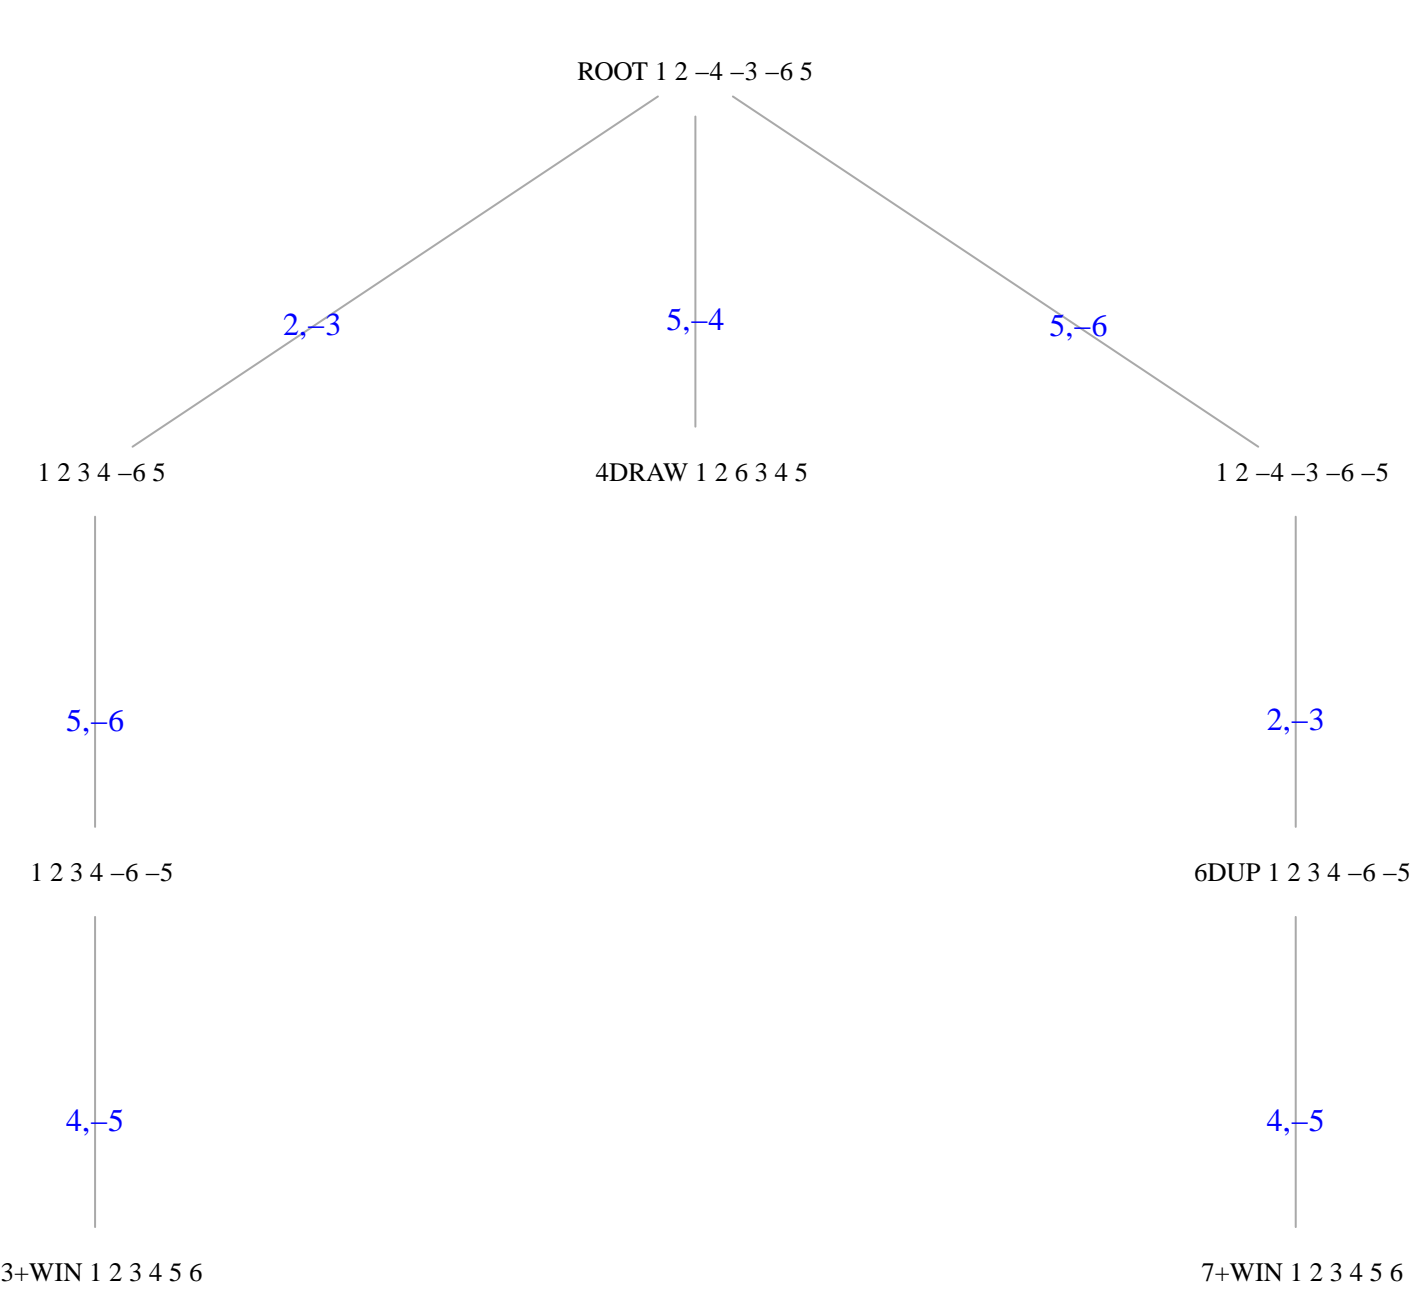 ROOT 1 2 –4 –3 –6 5
2,–3
5,–4
5,–6
1 2 3 4 –6 5
4DRAW 1 2 6 3 4 5
1 2 –4 –3 –6 –5
5,–6
2,–3
1 2 3 4 –6 –5
6DUP 1 2 3 4 –6 –5
4,–5
4,–5
3+WIN 1 2 3 4 5 6
7+WIN 1 2 3 4 5 6